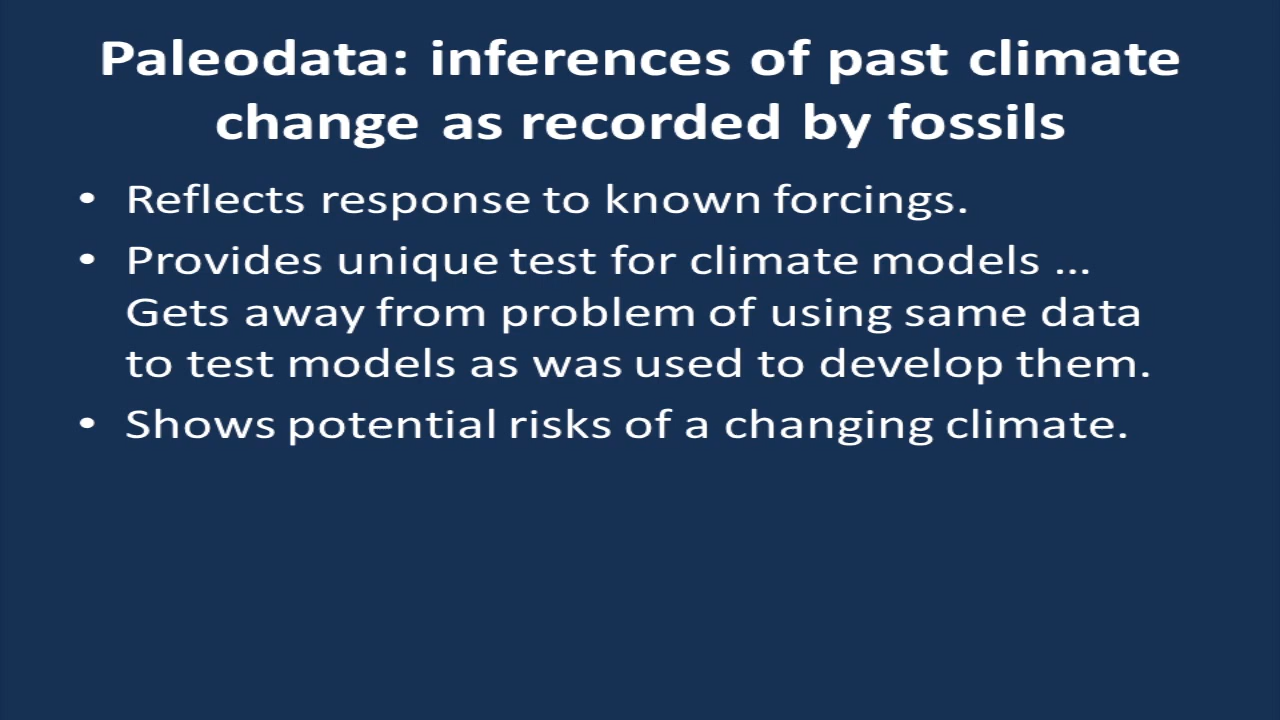 Paleodata: inferences of past climate
change as recorded by fossils
• Reflects response to known forcings.
• Provides unique test for climate models ...
Gets away from problem of using same data
to test models as was used to develop them.
• Shows potential risks of a changing climate.